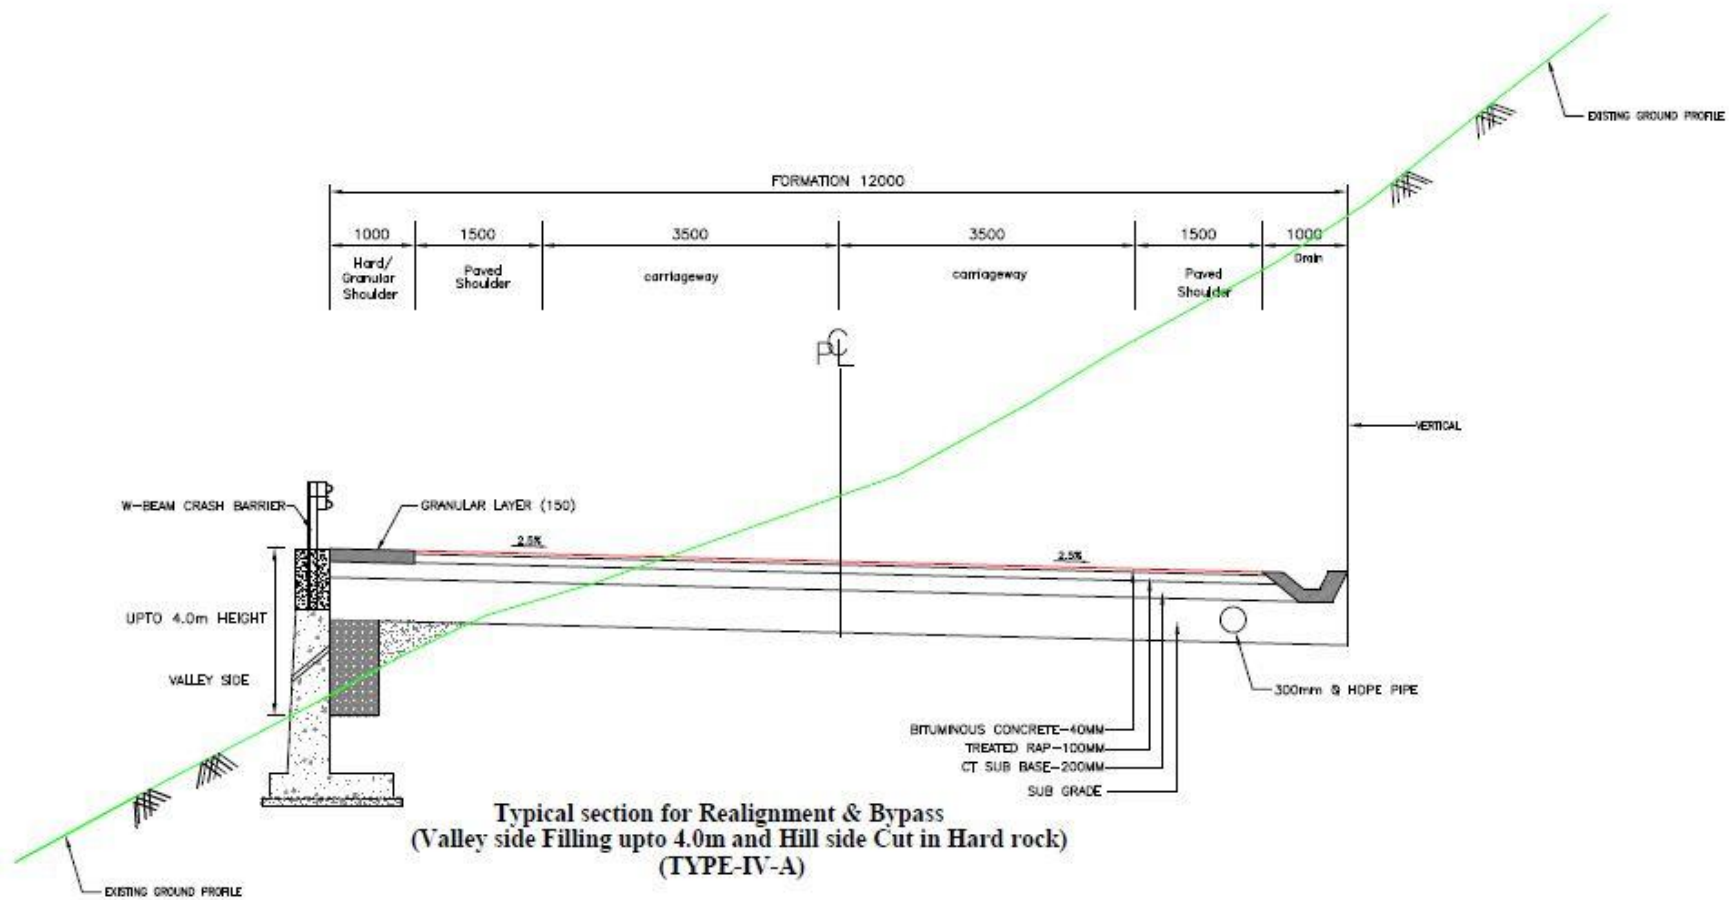 EXISTING GROUND PROFILE
FORMATION 12000
1000
1500
3500
3500
1500
1000
Hard/
Granular
Shoulder
Paved
Shoulder
carriageway
carriageway
Paved
Shoulder
Drain
CL
P
VERTICAL
W-BEAM CRASH BARRIER
GRANULAR LAYER (150)
2.5%
2.5%
UPTO 4.0m HEIGHT
VALLEY SIDE
300mm Φ HDPE PIPE
BITUMINOUS CONCRETE-40MM
TREATED RAP-100MM
CT SUB BASE-200MM
SUB GRADE
Typical section for Realignment & Bypass
(Valley side Filling upto 4.0m and Hill side Cut in Hard rock)
(TYPE-IV-A)
EXISTING GROUND PROFILE